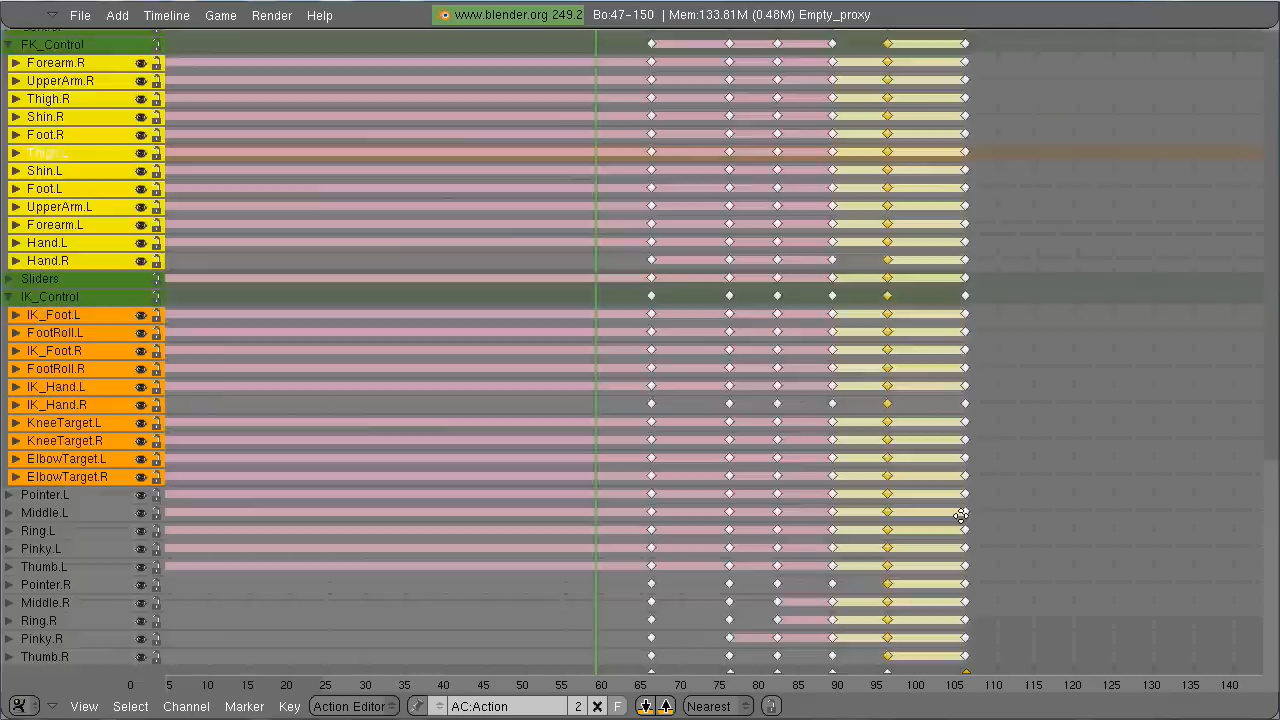 File Add Timeline Game Render Help www.blender.org 249.2 Bo:47-150 | Mem:133.81M (0.48M) Empty_proxy
FK_Control
Forearm.R
UpperArm.R
Thigh.R
Shin.R
Foot.R
Thigh.L
Shin.L
Foot.L
UpperArm.L
Forearm.L
Hand.L
Hand.R
Sliders
IK_Control
IK_Foot.L
FootRoll.L
IK_Foot.R
FootRoll.R
IK_Hand.L
IK_Hand.R
KneeTarget.L
KneeTarget.R
ElbowTarget.L
ElbowTarget.R
Pointer.L
Middle.L
Ring.L
Pinky.L
Thumb.L
Pointer.R
Middle.R
Ring.R
Pinky.R
Thumb.R
0 5 10 15 20 25 30 35 40 45 50 55 60 65 70 75 80 85 90 95 100 105 110 115 120 125 130 135 140
View Select Channel Marker Key Action Editor AC:Action 2 F Nearest